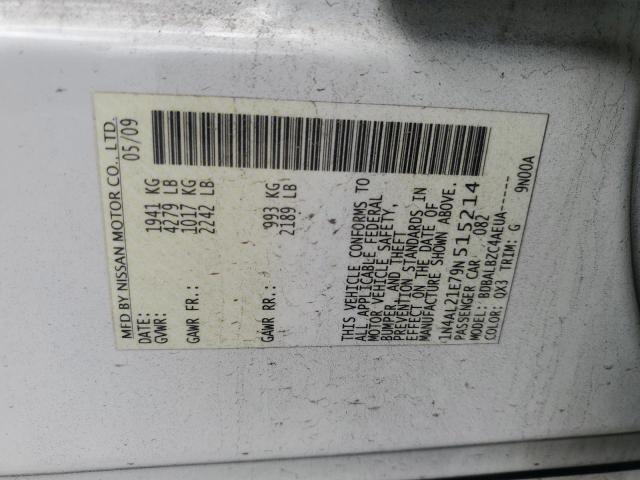 MFD BY NISSAN MOTOR CO., LTD.
DATE: 05/09
GVWR: 1941 KG
4279 LB
GAWR FR: 1017 KG
2242 LB
GAWR RR: 993 KG
2189 LB
THIS VEHICLE CONFORMS TO
ALL APPLICABLE FEDERAL
MOTOR VEHICLE SAFETY,
BUMPER, AND THEFT
PREVENTION STANDARDS IN
EFFECT ON THE DATE OF
MANUFACTURE SHOWN ABOVE.
1N4AL21E79N515214
PASSENGER CAR 082
MODEL: BDBALBZC4AEUA------
COLOR: QX3 TRIM: G 9N00A